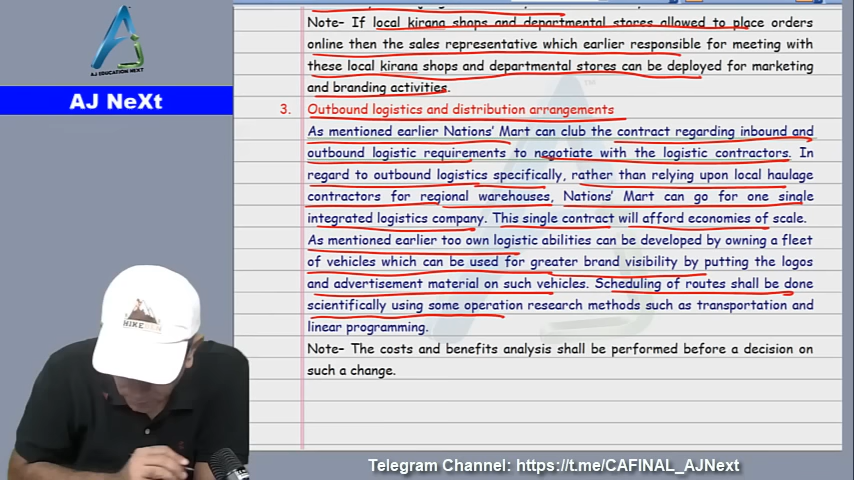 Note- If local kirana shops and departmental stores allowed to place orders
online then the sales representative which earlier responsible for meeting with
these local kirana shops and departmental stores can be deployed for marketing
and branding activities.
3. Outbound logistics and distribution arrangements
As mentioned earlier Nations' Mart can club the contract regarding inbound and
outbound logistic requirements to negotiate with the logistic contractors. In
regard to outbound logistics specifically, rather than relying upon local haulage
contractors for regional warehouses, Nations' Mart can go for one single
integrated logistics company. This single contract will afford economies of scale.
As mentioned earlier too own logistic abilities can be developed by owning a fleet
of vehicles which can be used for greater brand visibility by putting the logos
and advertisement material on such vehicles. Scheduling of routes shall be done
scientifically using some operation research methods such as transportation and
linear programming.
Note- The costs and benefits analysis shall be performed before a decision on
such a change.
AJ EDUCATION NEXT
AJ NeXt
HIKE
Telegram Channel: https://t.me/CAFINAL_AJNext